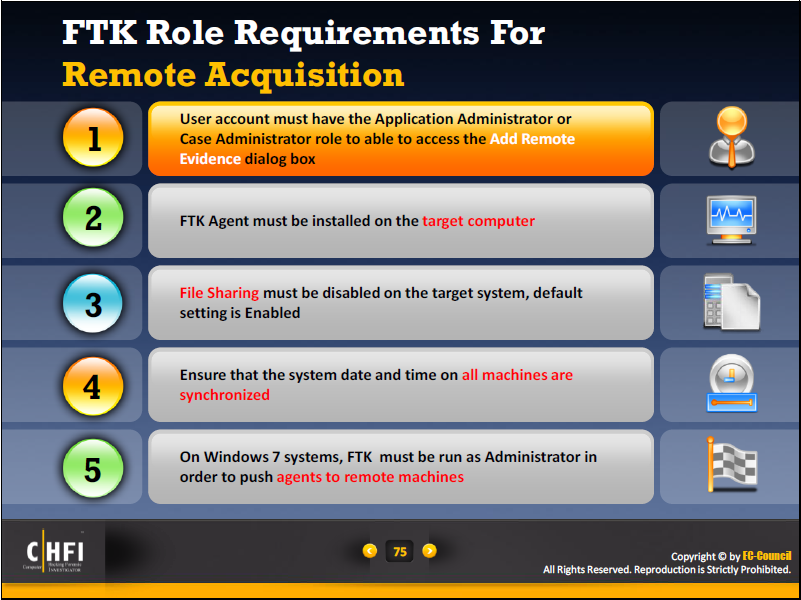 FTK Role Requirements For
Remote Acquisition
1
User account must have the Application Administrator or
Case Administrator role to able to access the Add Remote
Evidence dialog box
2
FTK Agent must be installed on the target computer
3
File Sharing must be disabled on the target system, default
setting is Enabled
4
Ensure that the system date and time on all machines are
synchronized
5
On Windows 7 systems, FTK must be run as Administrator in
order to push agents to remote machines
CHFI
Computer Hacking Forensic
INVESTIGATOR
75
Copyright © by EC-Council
All Rights Reserved. Reproduction is Strictly Prohibited.